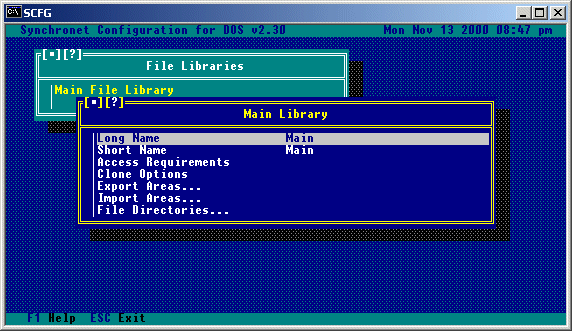 SCFG
Synchronet Configuration for DOS v2.30 Mon Nov 13 2000 08:47 pm
[▪][?]
File Libraries
Main File Library
[▪][?]
Main Library
Long Name Main
Short Name Main
Access Requirements
Clone Options
Export Areas...
Import Areas...
File Directories...
F1 Help ESC Exit